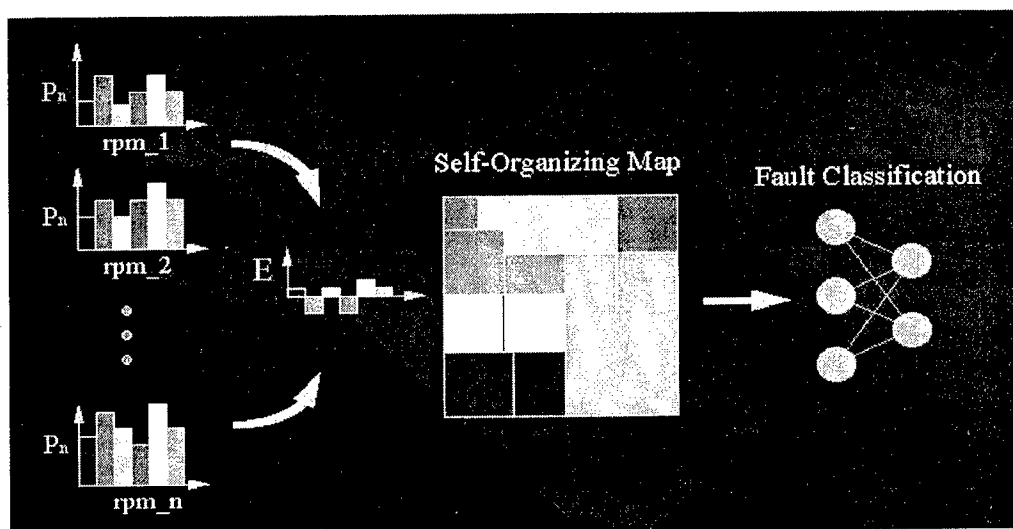 Pn
rpm_1
Pn
rpm_2
E
Pn
rpm_n
Self-Organizing Map
Fault Classification